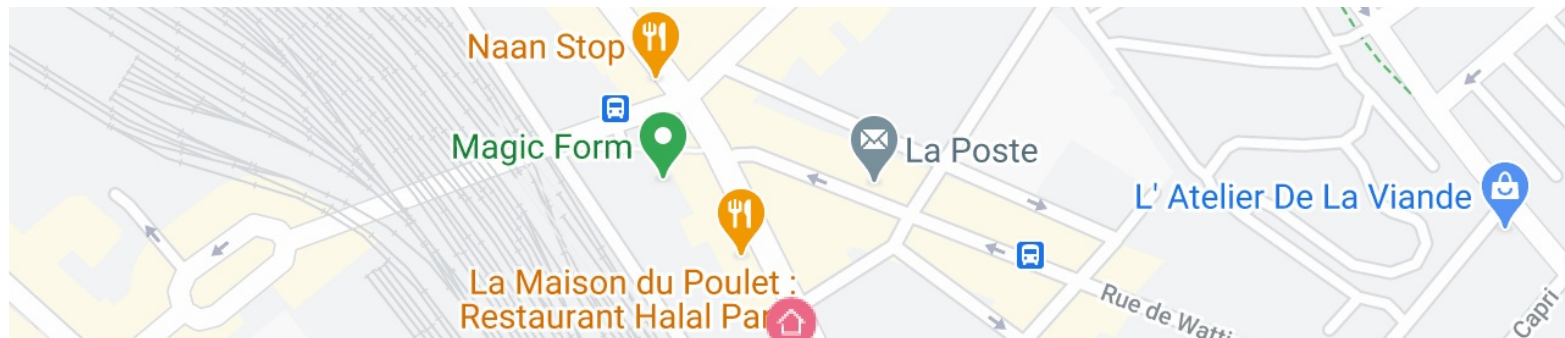 Naan Stop
Magic Form
La Poste
L' Atelier De La Viande
La Maison du Poulet :
Restaurant Halal Par
Rue de Watti
Capri